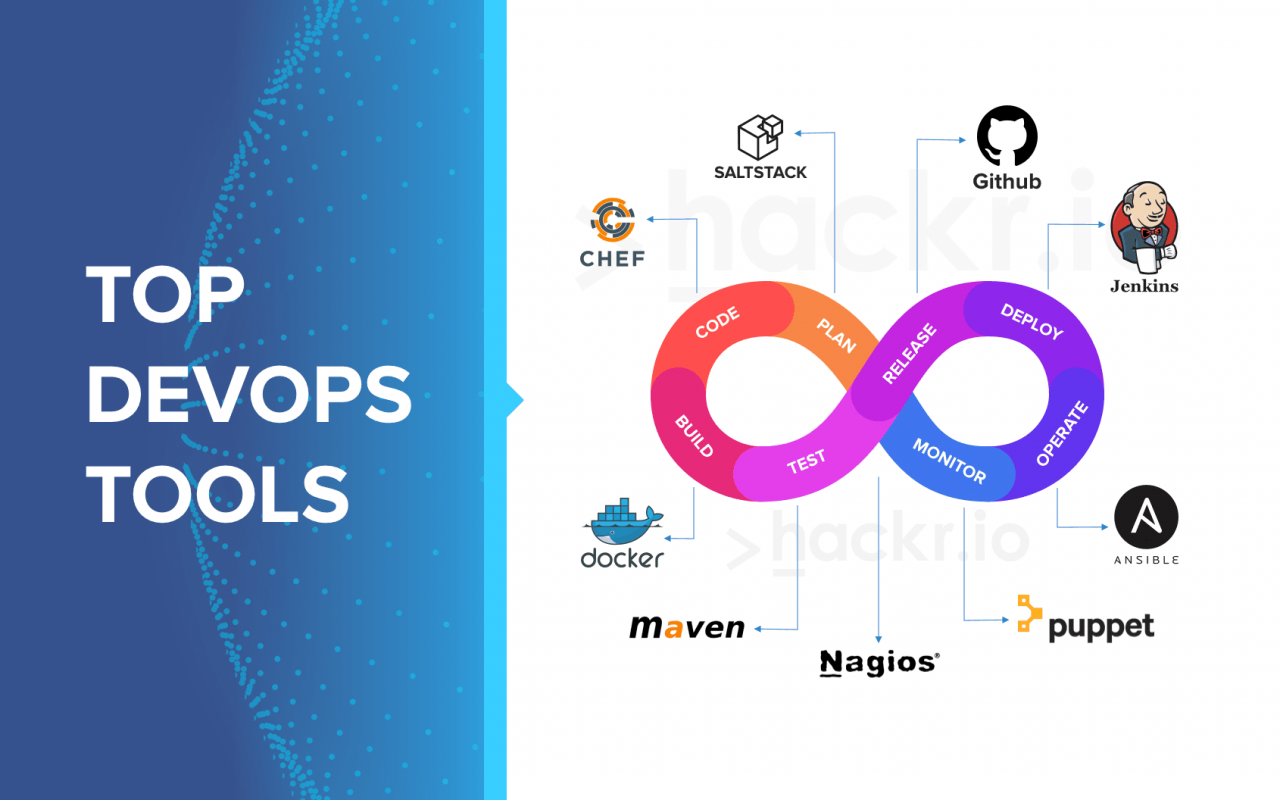 TOP
DEVOPS
TOOLS
SALTSTACK
Github
CHEF
Jenkins
>hackr.io
CODE
PLAN
RELEASE
DEPLOY
BUILD
TEST
MONITOR
OPERATE
docker
>hackr.io
ANSIBLE
maven
puppet
Nagios®